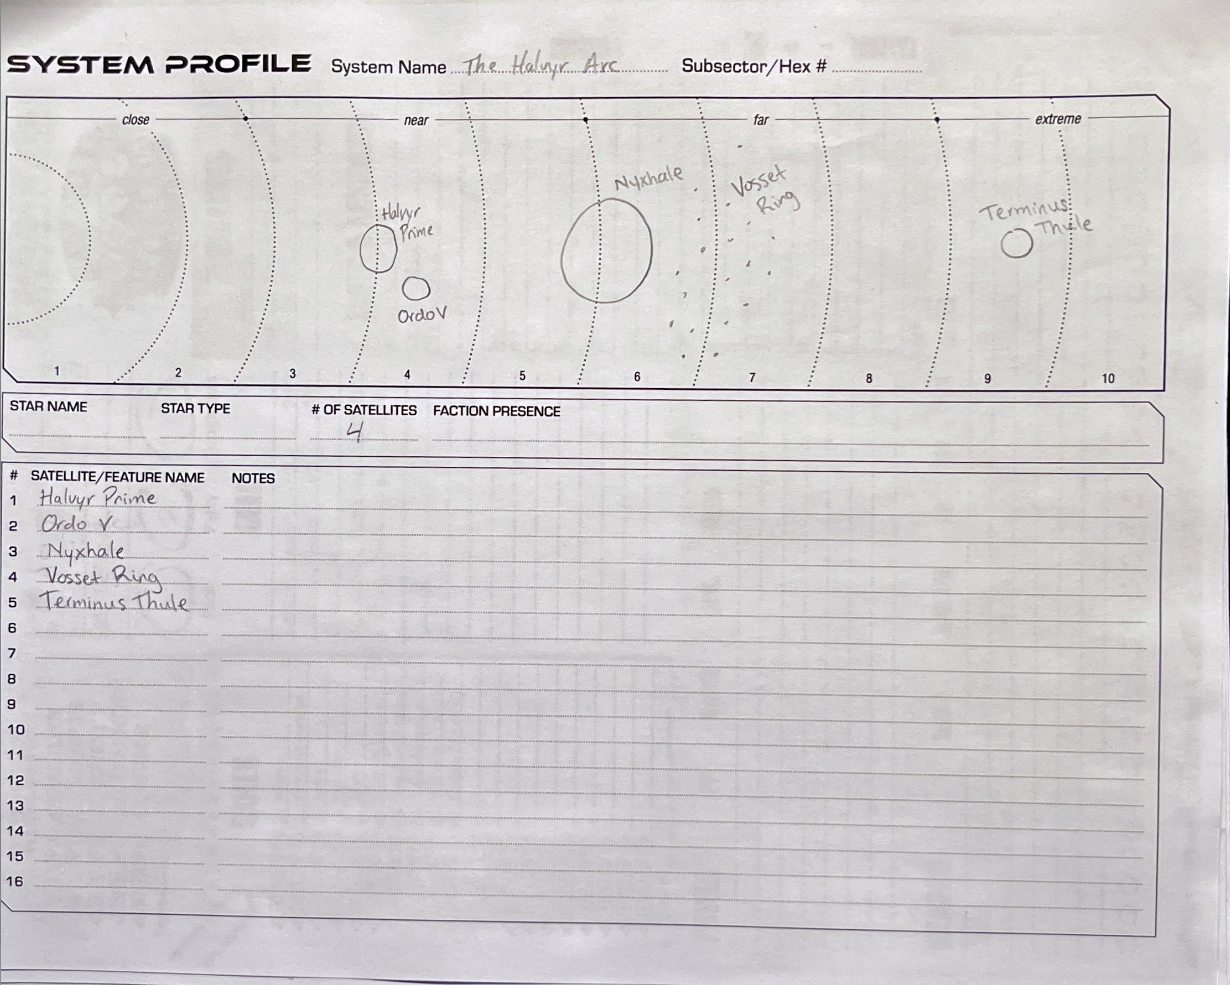 SYSTEM PROFILE System Name The Halvyr Arc Subsector/Hex #
close near far extreme
Nyxhale
Vosset
Ring
Halvyr
Prime
Terminus
Thule
Ordo V
1 2 3 4 5 6 7 8 9 10
STAR NAME STAR TYPE # OF SATELLITES FACTION PRESENCE
4
# SATELLITE/FEATURE NAME NOTES
1 Halvyr Prime
2 Ordo V
3 Nyxhale
4 Vosset Ring
5 Terminus Thule
6
7
8
9
10
11
12
13
14
15
16